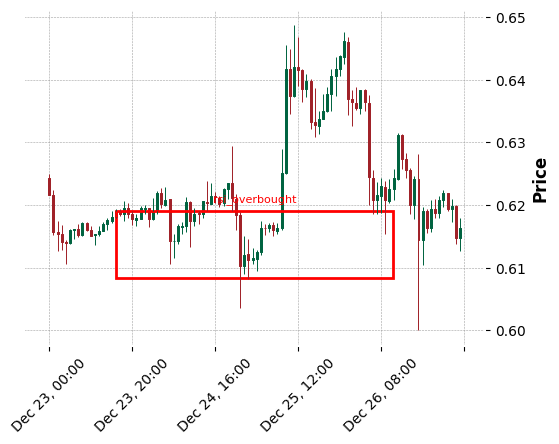 0.65
0.64
0.63
0.62
0.61
0.60
Price
Dec 23, 00:00
Dec 23, 20:00
Dec 24, 16:00
Dec 25, 12:00
Dec 26, 08:00